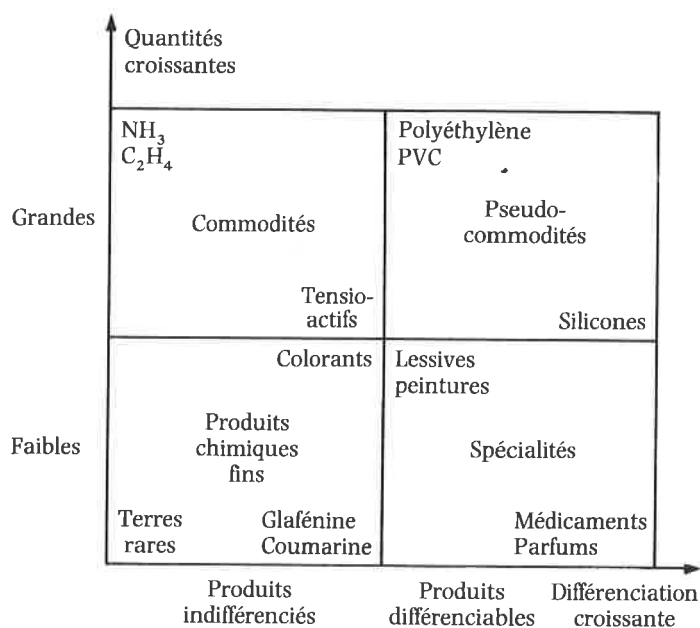 Quantités
croissantes
NH₃
C₂H₄
Polyéthylène
PVC
Grandes
Commodités
Pseudo-
commodités
Tensio-
actifs
Silicones
Colorants
Lessives
peintures
Faibles
Produits
chimiques
fins
Spécialités
Terres
rares
Glafénine
Coumarine
Médicaments
Parfums
Produits
indifférenciés
Produits
différenciables
Différenciation
croissante